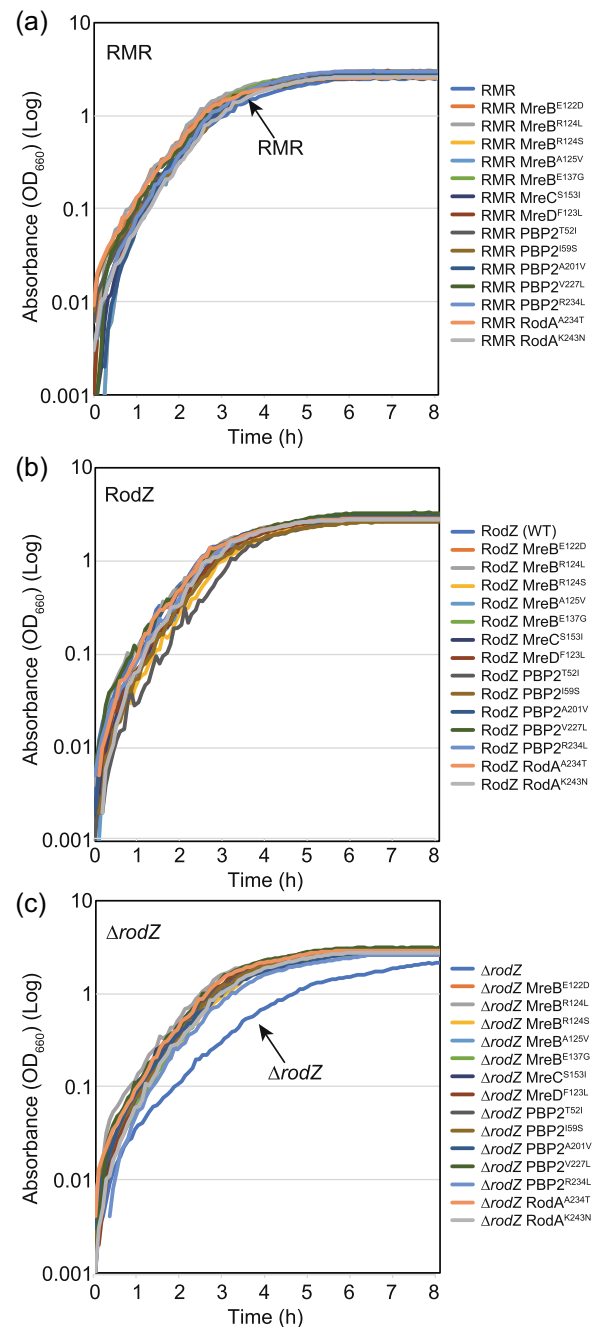 (a)
RMR
10
1
0.1
0.01
0.001
Absorbance (OD660) (Log)
0 1 2 3 4 5 6 7 8
Time (h)
RMR
RMR
RMR MreBE122D
RMR MreBR124L
RMR MreBR124S
RMR MreBA125V
RMR MreBE137G
RMR MreCS153I
RMR MreDF123L
RMR PBP2T52I
RMR PBP2I59S
RMR PBP2A201V
RMR PBP2V227L
RMR PBP2R234L
RMR RodAA234T
RMR RodAK243N
(b)
RodZ
10
1
0.1
0.01
0.001
Absorbance (OD660) (Log)
0 1 2 3 4 5 6 7 8
Time (h)
RodZ (WT)
RodZ MreBE122D
RodZ MreBR124L
RodZ MreBR124S
RodZ MreBA125V
RodZ MreBE137G
RodZ MreCS153I
RodZ MreDF123L
RodZ PBP2T52I
RodZ PBP2I59S
RodZ PBP2A201V
RodZ PBP2V227L
RodZ PBP2R234L
RodZ RodAA234T
RodZ RodAK243N
(c)
ΔrodZ
10
1
0.1
0.01
0.001
Absorbance (OD660) (Log)
0 1 2 3 4 5 6 7 8
Time (h)
ΔrodZ
ΔrodZ
ΔrodZ MreBE122D
ΔrodZ MreBR124L
ΔrodZ MreBR124S
ΔrodZ MreBA125V
ΔrodZ MreBE137G
ΔrodZ MreCS153I
ΔrodZ MreDF123L
ΔrodZ PBP2T52I
ΔrodZ PBP2I59S
ΔrodZ PBP2A201V
ΔrodZ PBP2V227L
ΔrodZ PBP2R234L
ΔrodZ RodAA234T
ΔrodZ RodAK243N